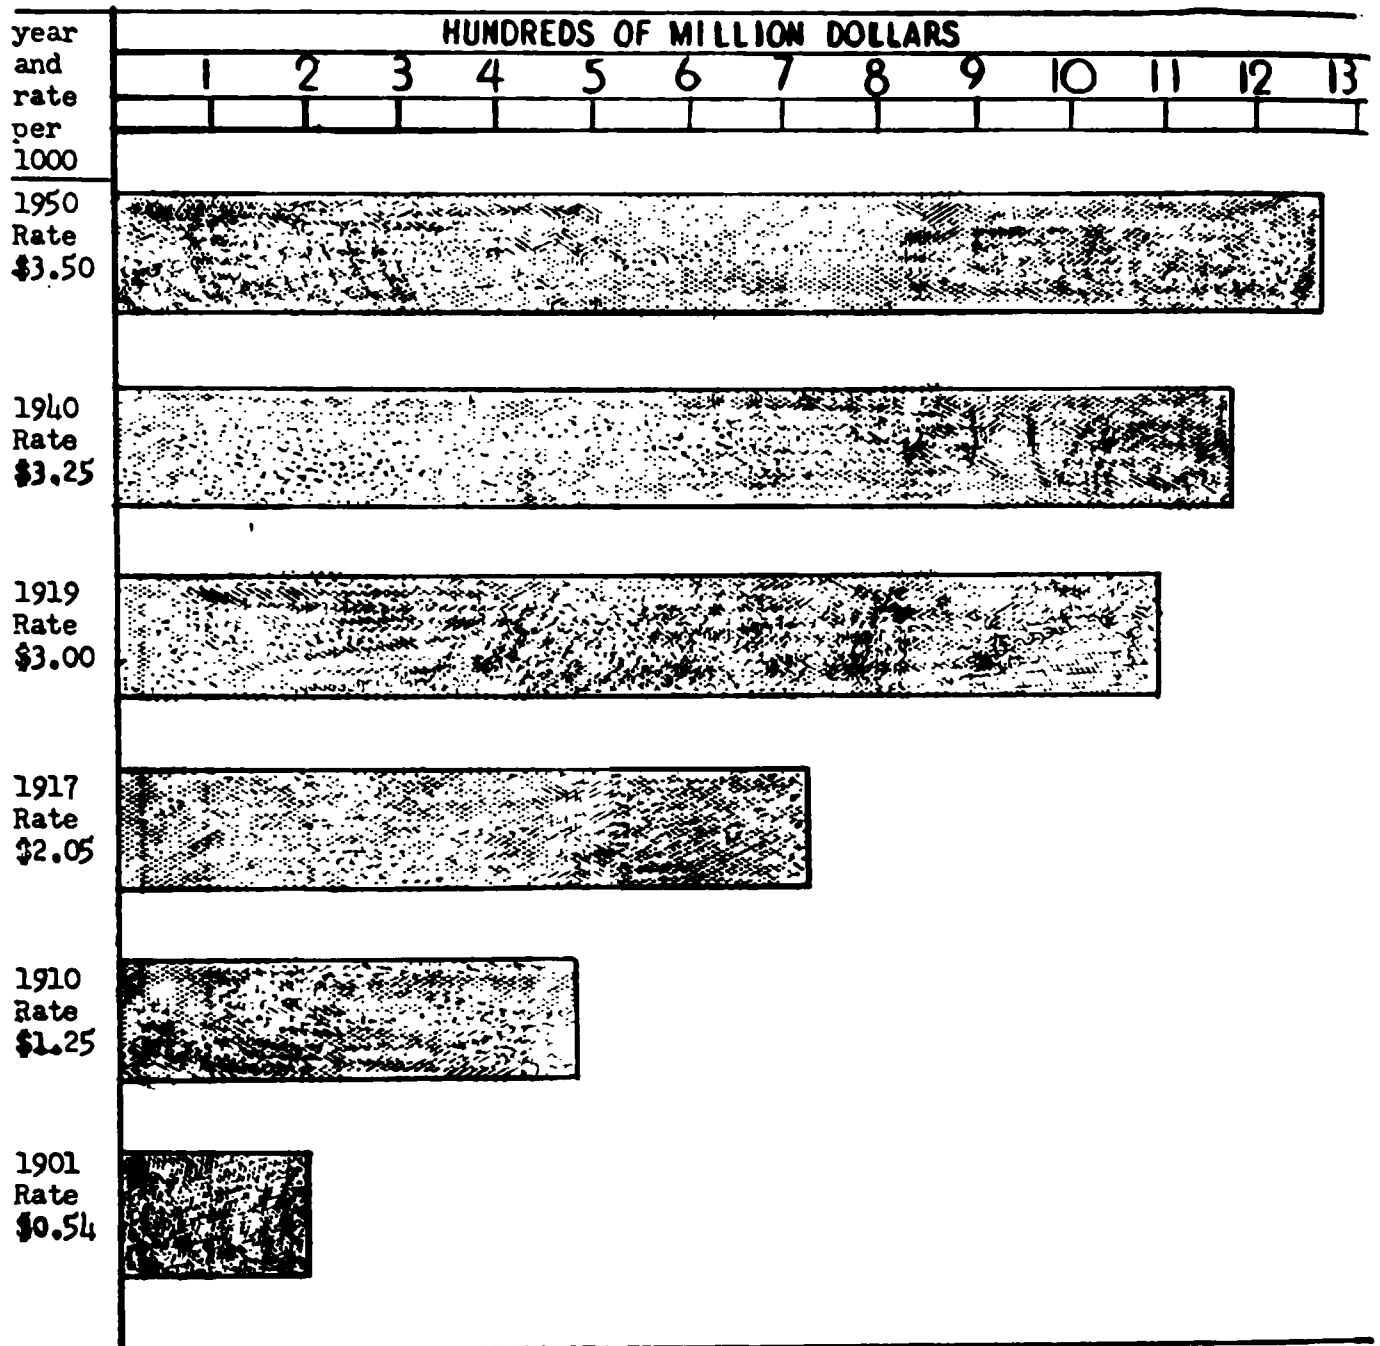 year
and
rate
per
1000
HUNDREDS OF MILLION DOLLARS
1 2 3 4 5 6 7 8 9 10 11 12 13
1950
Rate
$3.50
1940
Rate
$3.25
1919
Rate
$3.00
1917
Rate
$2.05
1910
Rate
$1.25
1901
Rate
$0.54